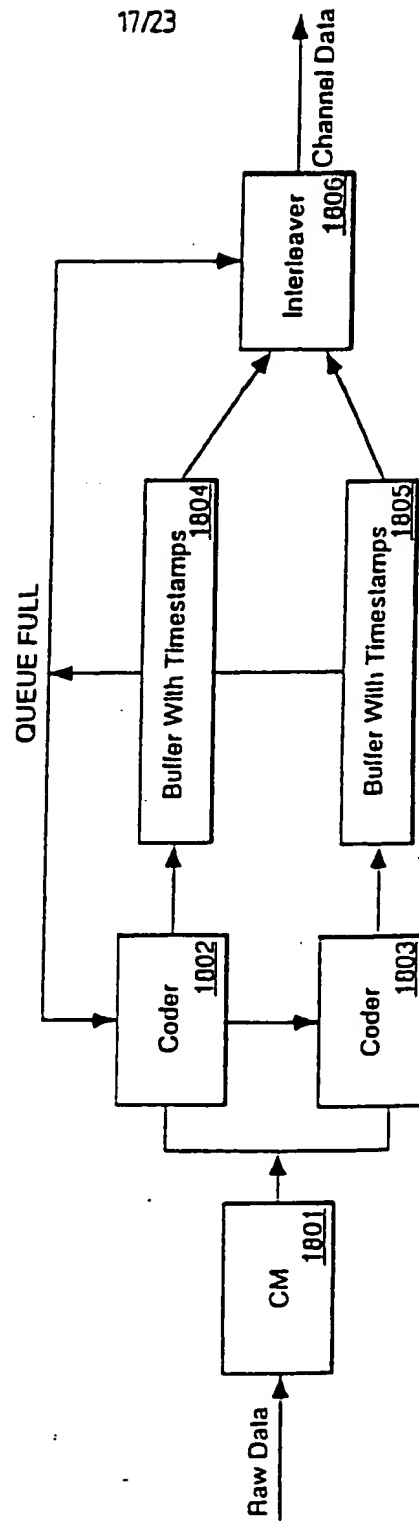 17/23
QUEUE FULL
Raw Data
CM
1801
Coder
1802
Coder
1803
Buffer With Timestamps
1804
Buffer With Timestamps
1805
Interleaver
1806
Channel Data